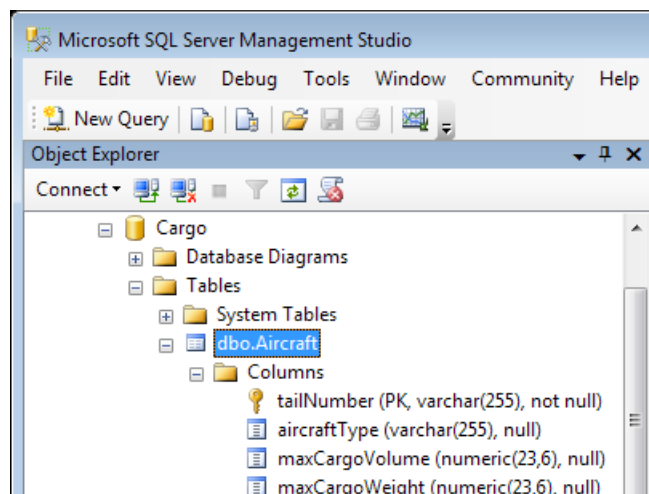 Microsoft SQL Server Management Studio
File Edit View Debug Tools Window Community Help
New Query
Object Explorer
Connect
Cargo
Database Diagrams
Tables
System Tables
dbo.Aircraft
Columns
tailNumber (PK, varchar(255), not null)
aircraftType (varchar(255), null)
maxCargoVolume (numeric(23,6), null)
maxCargoWeight (numeric(23,6), null)